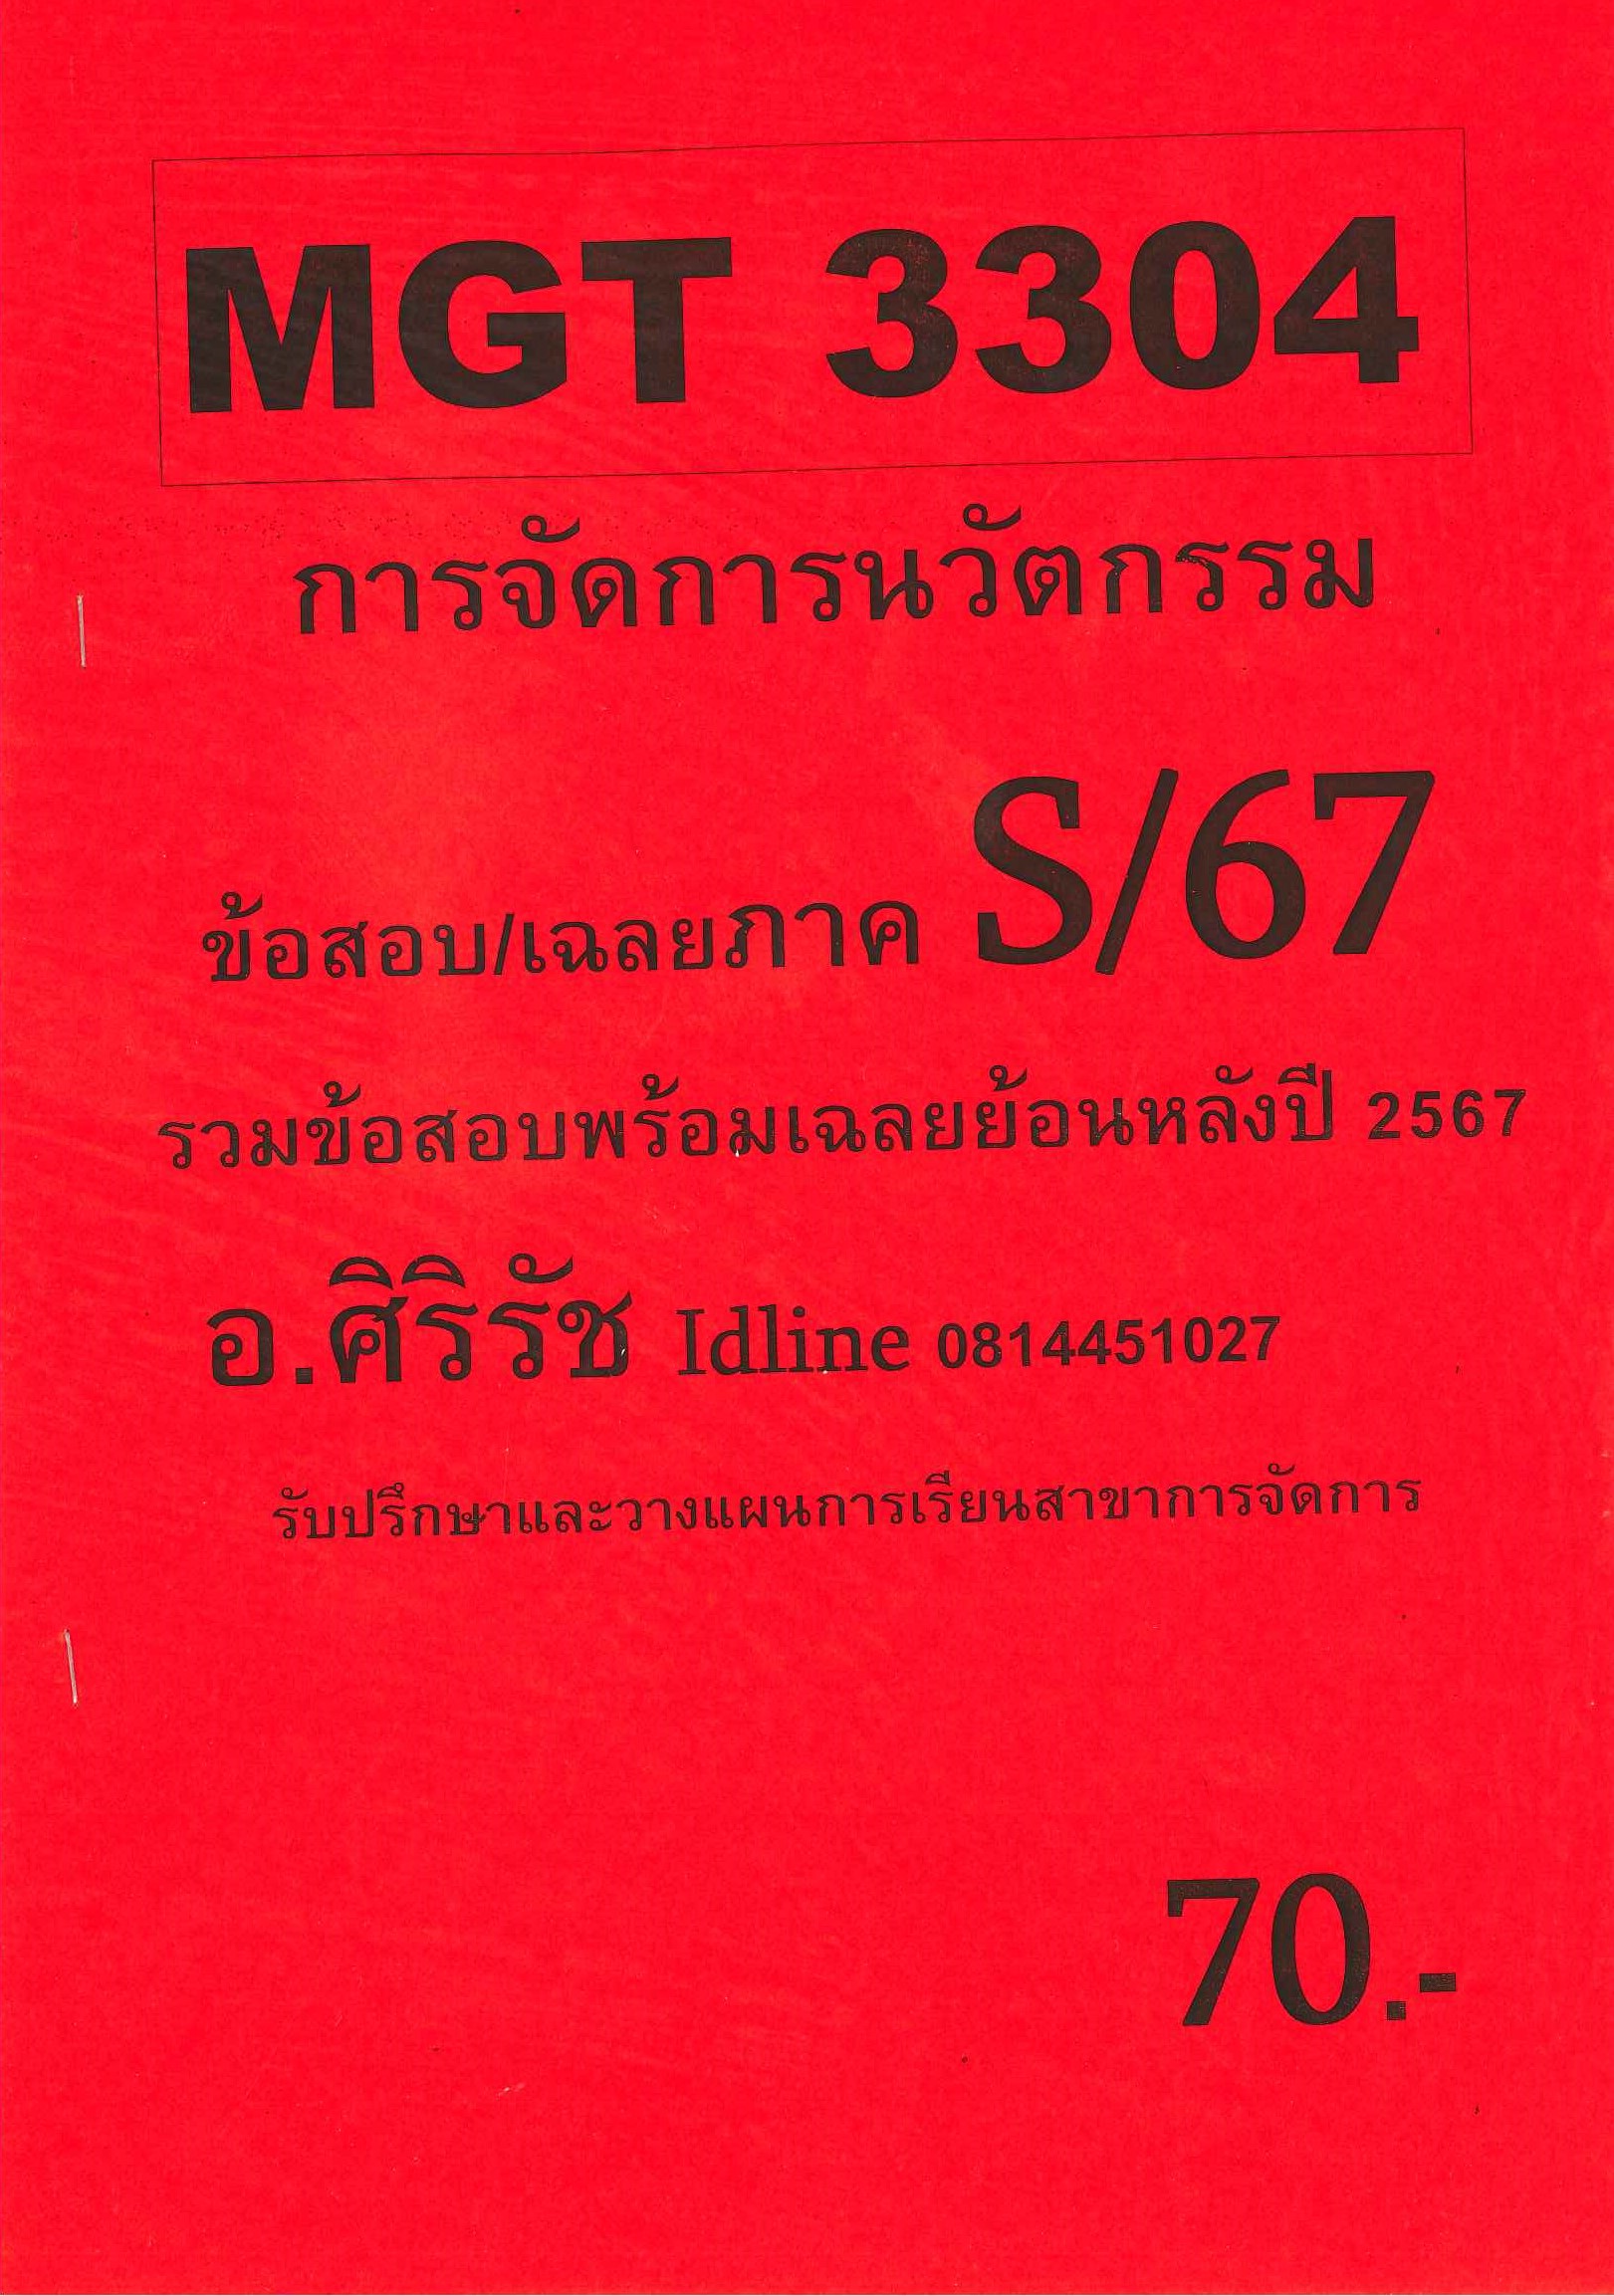 MGT 3304
การจัดการนวัตกรรม
ข้อสอบ/เฉลยภาค S/67
รวมข้อสอบพร้อมเฉลยย้อนหลังปี 2567
อ.ศิริรัช Idline 0814451027
รับปรึกษาและวางแผนการเรียนสาขาการจัดการ
70.-